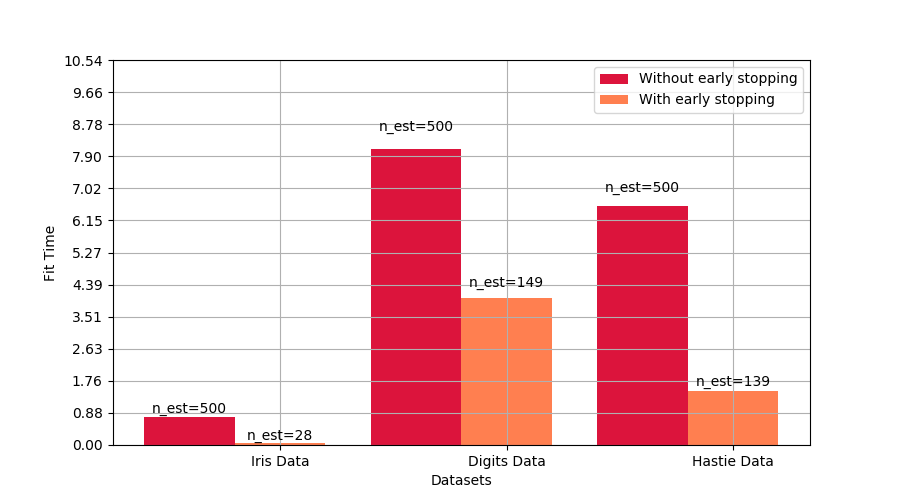 10.54
9.66
8.78
7.90
7.02
6.15
5.27
4.39
3.51
2.63
1.76
0.88
0.00
Fit Time
Without early stopping
With early stopping
n_est=500
n_est=28
n_est=500
n_est=149
n_est=500
n_est=139
Iris Data
Digits Data
Hastie Data
Datasets